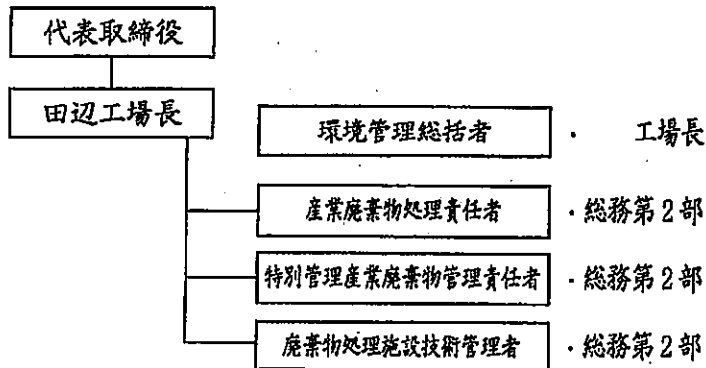 代表取締役
田辺工場長
環境管理総括者 ・ 工場長
産業廃棄物処理責任者 ・総務第2部
特別管理産業廃棄物管理責任者 ・総務第2部
廃棄物処理施設技術管理者 ・総務第2部